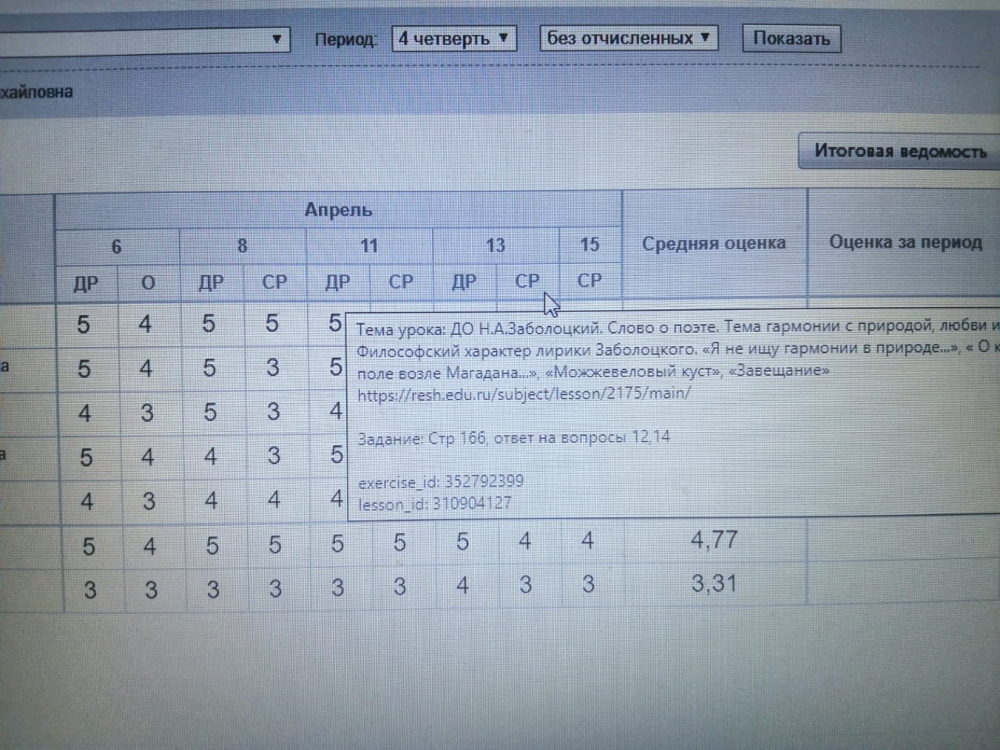 Период: 4 четверть ▼ без отчисленных ▼ Показать
хайловна
Итоговая ведомость
Апрель
6 8 11 13 15 Средняя оценка Оценка за период
ДР О ДР СР ДР СР ДР СР СР
5 4 5 5 5
а 5 4 5 3 5
4 3 5 3 4
а 5 4 4 3 5
4 3 4 4 4
Тема урока: ДО Н.А.Заболоцкий. Слово о поэте. Тема гармонии с природой, любви и
Философский характер лирики Заболоцкого. «Я не ищу гармонии в природе...», « О к
поле возле Магадана...», «Можжевеловый куст», «Завещание»
https://resh.edu.ru/subject/lesson/2175/main/
Задание: Стр 166, ответ на вопросы 12,14
exercise_id: 352792399
lesson_id: 310904127
5 4 5 5 5 5 5 4 4 4,77
3 3 3 3 3 3 4 3 3 3,31